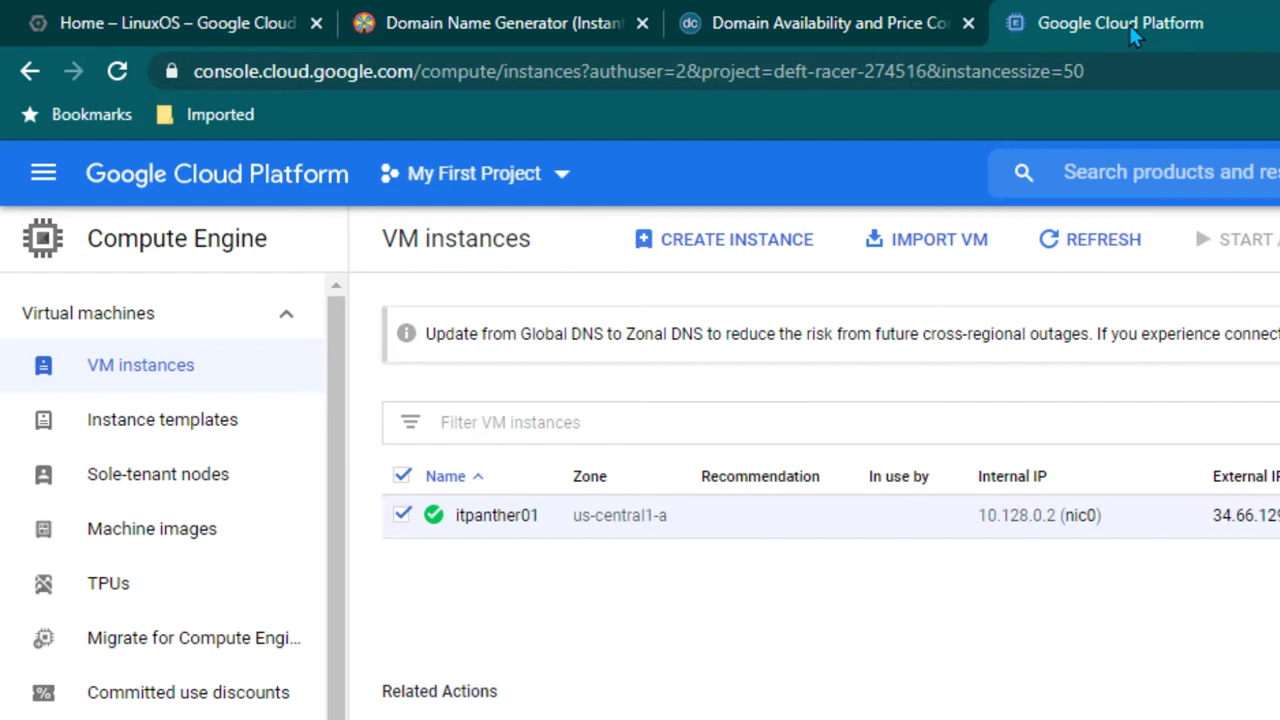 Home – LinuxOS – Google Cloud
Domain Name Generator (Instan
Domain Availability and Price Co
Google Cloud Platform
console.cloud.google.com/compute/instances?authuser=2&project=deft-racer-274516&instancessize=50
Bookmarks
Imported
Google Cloud Platform
My First Project
Search products and res
Compute Engine
VM instances
CREATE INSTANCE
IMPORT VM
REFRESH
START /
Virtual machines
VM instances
Instance templates
Sole-tenant nodes
Machine images
TPUs
Migrate for Compute Engi...
Committed use discounts
Update from Global DNS to Zonal DNS to reduce the risk from future cross-regional outages. If you experience connect
Filter VM instances
Name Zone Recommendation In use by Internal IP External IP
itpanther01 us-central1-a 10.128.0.2 (nic0) 34.66.129
Related Actions